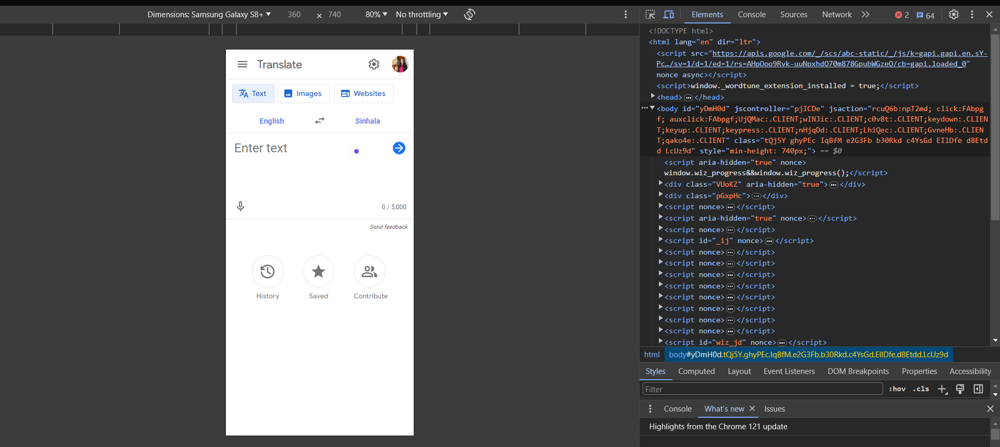 Dimensions: Samsung Galaxy S8+ 360 × 740 80% No throttling
Translate
Text Images Websites
English Sinhala
Enter text
0 / 5,000
Send feedback
History Saved Contribute
Elements Console Sources Network 2 64
<!DOCTYPE html>
<html lang="en" dir="ltr">
<script src="https://apis.google.com/_/scs/abc-static/_/js/k=gapi.gapi.en.sY-
Pc…/sv=1/d=1/ed=1/rs=AHpOoo9Rvk-uuNpxhdO70m878GpubWGzeQ/cb=gapi.loaded_0"
nonce async></script>
<script>window._wordtune_extension_installed = true;</script>
<head>…</head>
<body id="yDmH0d" jscontroller="pjICDe" jsaction="rcuQ6b:npT2md; click:FAbpg
f; auxclick:FAbpgf;UjQMac:.CLIENT;wINJic:.CLIENT;c0v8t:.CLIENT;keydown:.CLIEN
T;keyup:.CLIENT;keypress:.CLIENT;nHjqDd:.CLIENT;LhiQec:.CLIENT;GvneHb:.CLIEN
T;qako4e:.CLIENT" class="tQj5Y ghyPEc IqBfM e2G3Fb b30Rkd c4YsGd EIlDfe d8Etd
d LcUz9d" style="min-height: 740px;"> == $0
<script aria-hidden="true" nonce>
window.wiz_progress&&window.wiz_progress();</script>
<div class="VUoKZ" aria-hidden="true">…</div>
<div class="pGxpHc">…</div>
<script nonce>…</script>
<script aria-hidden="true" nonce>…</script>
<script nonce>…</script>
<script id="_ij" nonce>…</script>
<script nonce>…</script>
<script nonce>…</script>
<script nonce>…</script>
<script nonce>…</script>
<script nonce>…</script>
<script nonce>…</script>
<script nonce>…</script>
<script nonce>…</script>
<script id="wiz_jd" nonce>…</script>
html body#yDmH0d.tQj5Y.ghyPEc.IqBfM.e2G3Fb.b30Rkd.c4YsGd.EIlDfe.d8Etdd.LcUz9d
Styles Computed Layout Event Listeners DOM Breakpoints Properties Accessibility
Filter :hov .cls
Console What's new Issues
Highlights from the Chrome 121 update